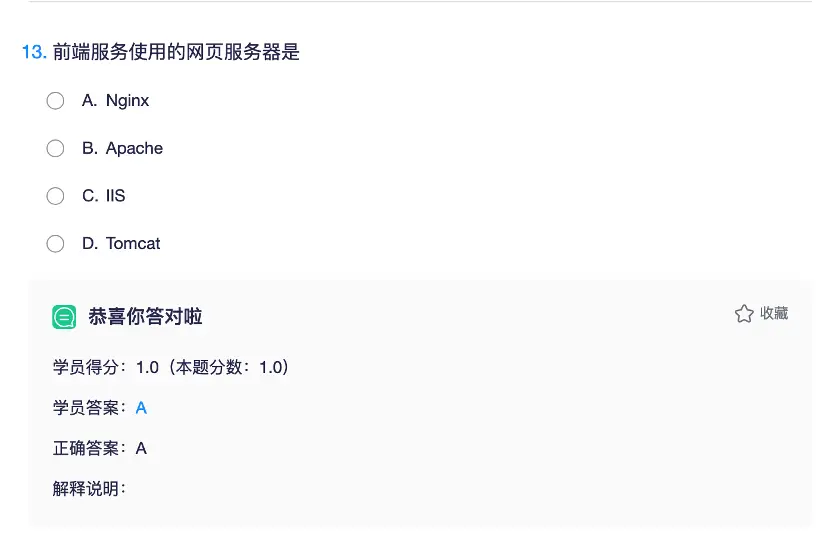 13. 前端服务使用的网页服务器是
A. Nginx
B. Apache
C. IIS
D. Tomcat
恭喜你答对啦
收藏
学员得分：1.0（本题分数：1.0）
学员答案：A
正确答案：A
解释说明：